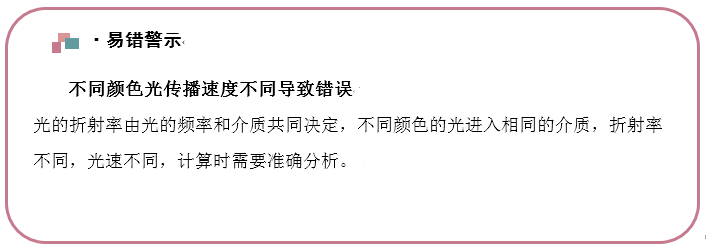 ·易错警示
不同颜色光传播速度不同导致错误
光的折射率由光的频率和介质共同决定，不同颜色的光进入相同的介质，折射率
不同，光速不同，计算时需要准确分析。